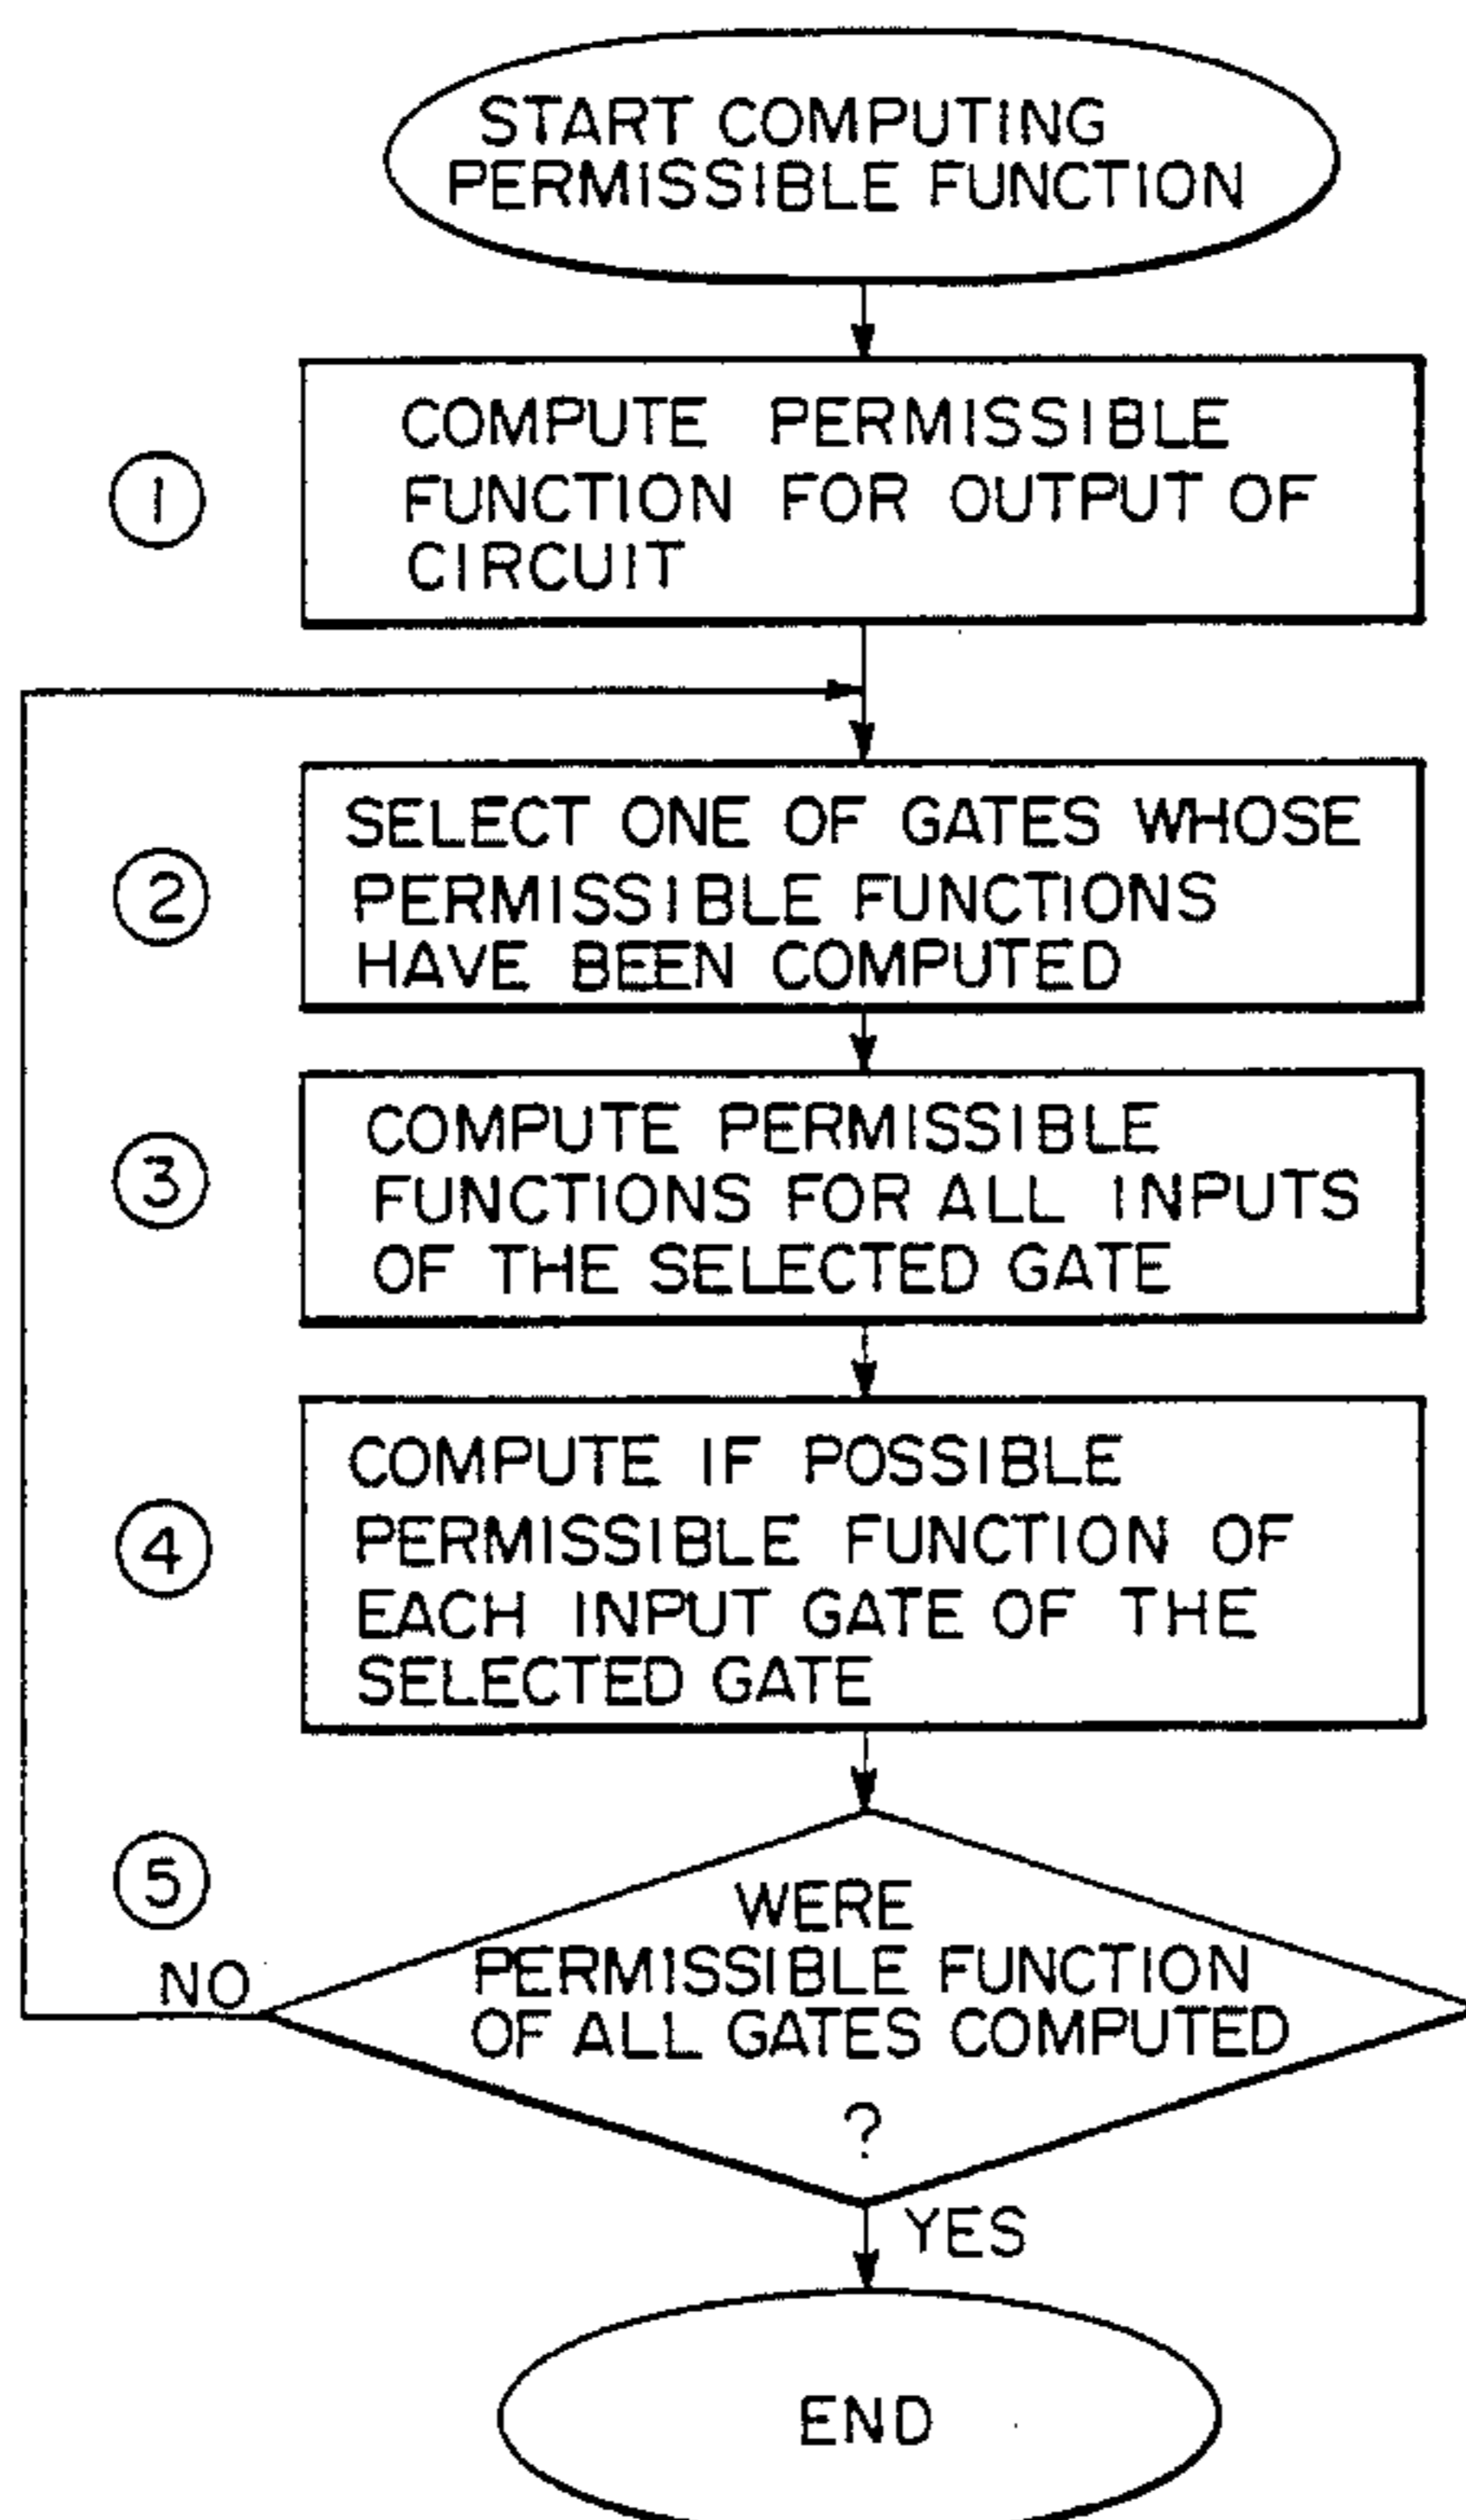 START COMPUTING
PERMISSIBLE FUNCTION
1
COMPUTE PERMISSIBLE
FUNCTION FOR OUTPUT OF
CIRCUIT
2
SELECT ONE OF GATES WHOSE
PERMISSIBLE FUNCTIONS
HAVE BEEN COMPUTED
3
COMPUTE PERMISSIBLE
FUNCTIONS FOR ALL INPUTS
OF THE SELECTED GATE
4
COMPUTE IF POSSIBLE
PERMISSIBLE FUNCTION OF
EACH INPUT GATE OF THE
SELECTED GATE
5
WERE
PERMISSIBLE FUNCTION
OF ALL GATES COMPUTED
?
NO
YES
END